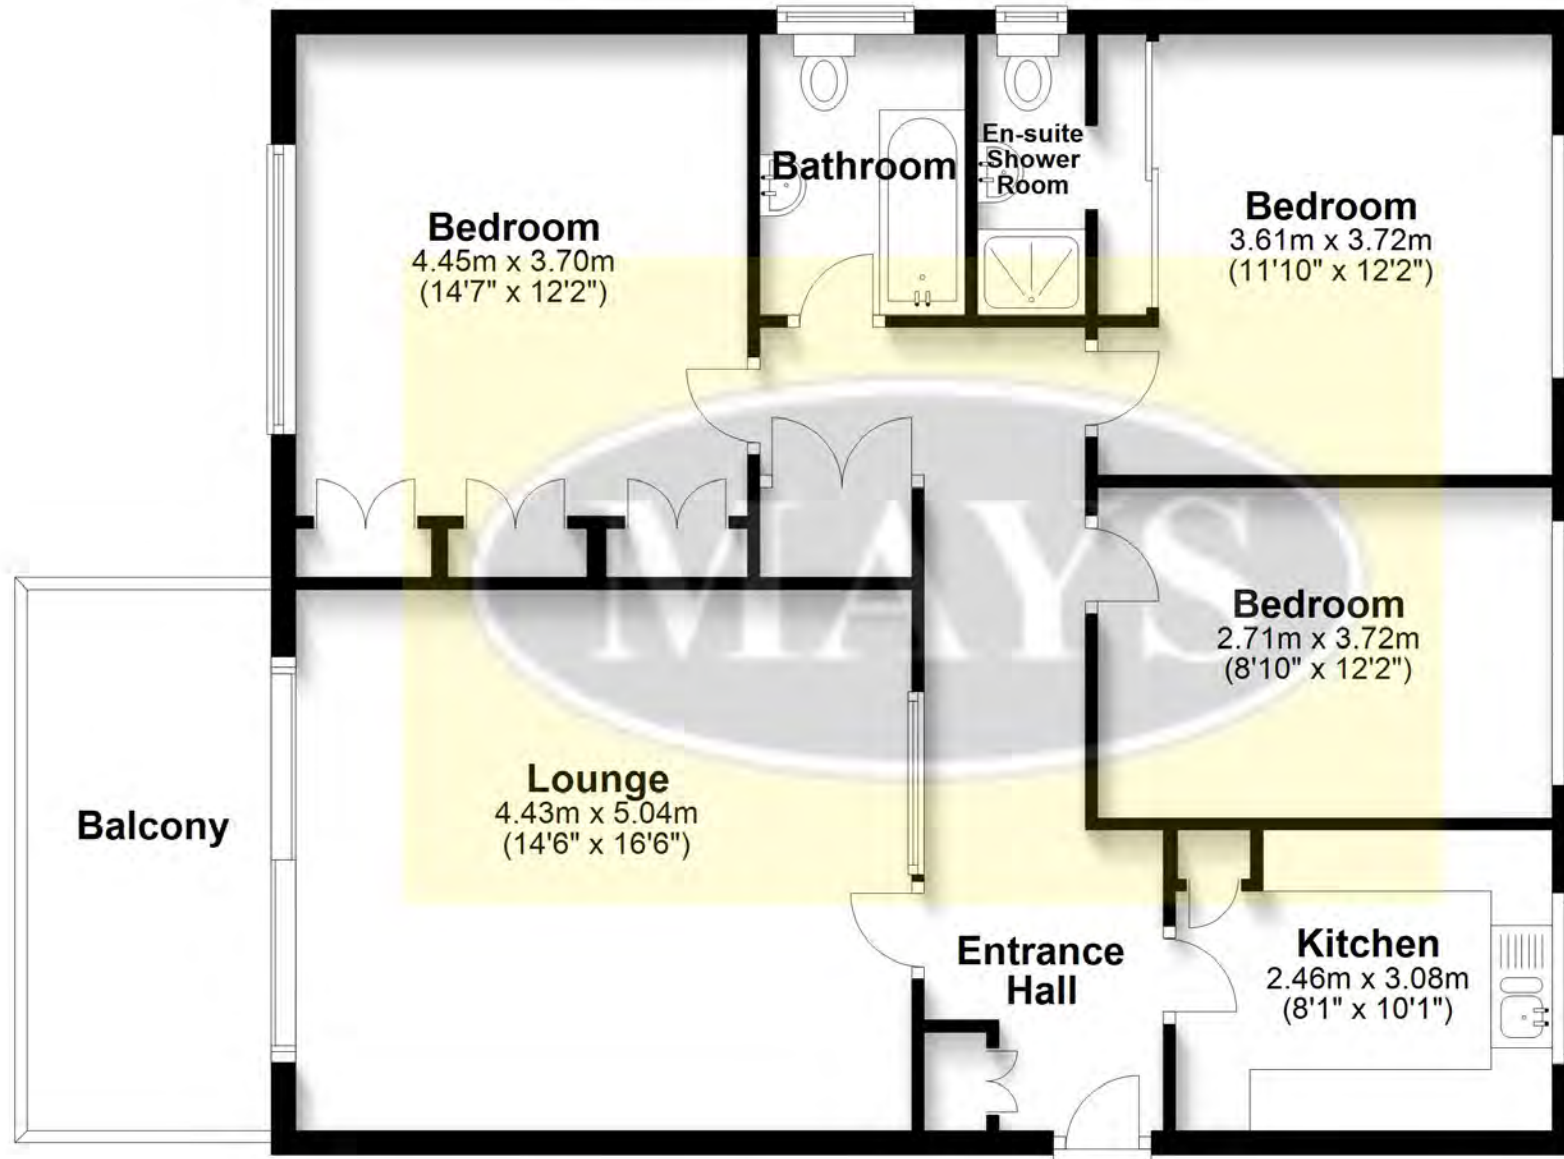 Bedroom
4.45m x 3.70m
(14'7" x 12'2")
Bathroom
En-suite
Shower
Room
Bedroom
3.61m x 3.72m
(11'10" x 12'2")
MAYS
Bedroom
2.71m x 3.72m
(8'10" x 12'2")
Balcony
Lounge
4.43m x 5.04m
(14'6" x 16'6")
Entrance
Hall
Kitchen
2.46m x 3.08m
(8'1" x 10'1")